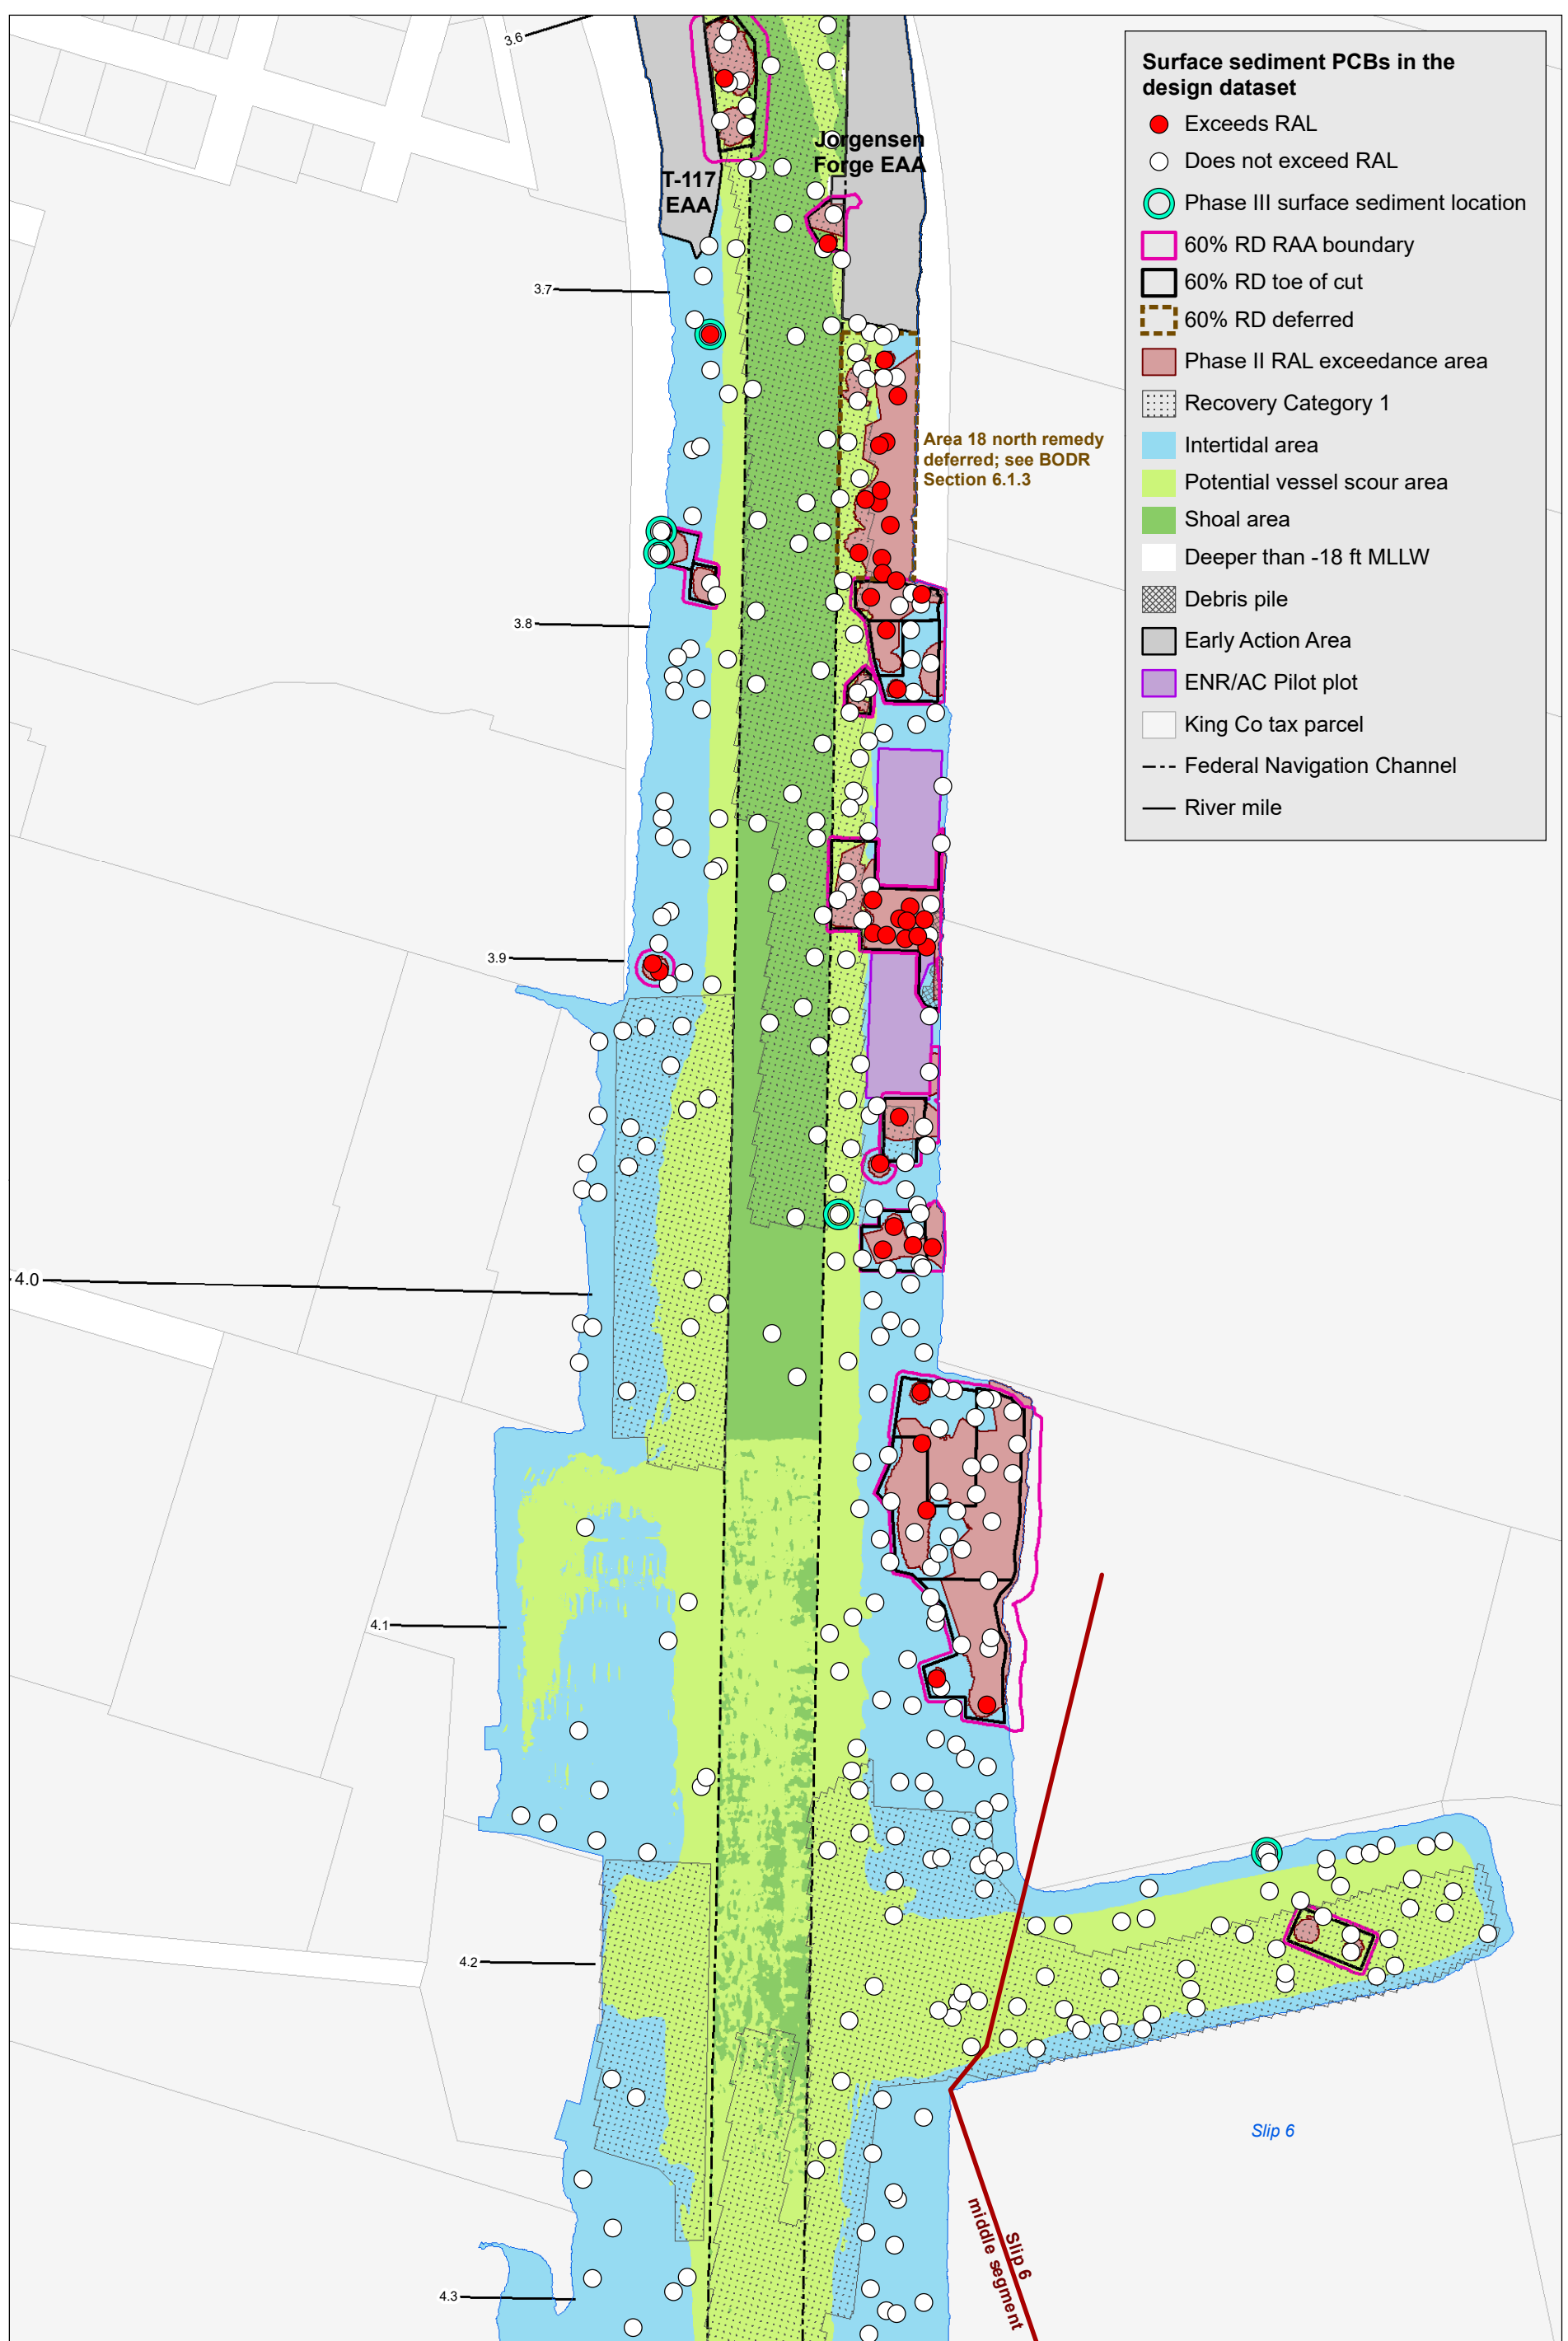 3.6
Jorgensen
Forge EAA
T-117
EAA
3.7
Area 18 north remedy
deferred; see BODR
Section 6.1.3
3.8
3.9
4.0
4.1
4.2
4.3
Slip 6
Slip 6
middle segment
Surface sediment PCBs in the
design dataset
Exceeds RAL
Does not exceed RAL
Phase III surface sediment location
60% RD RAA boundary
60% RD toe of cut
60% RD deferred
Phase II RAL exceedance area
Recovery Category 1
Intertidal area
Potential vessel scour area
Shoal area
Deeper than -18 ft MLLW
Debris pile
Early Action Area
ENR/AC Pilot plot
King Co tax parcel
Federal Navigation Channel
River mile